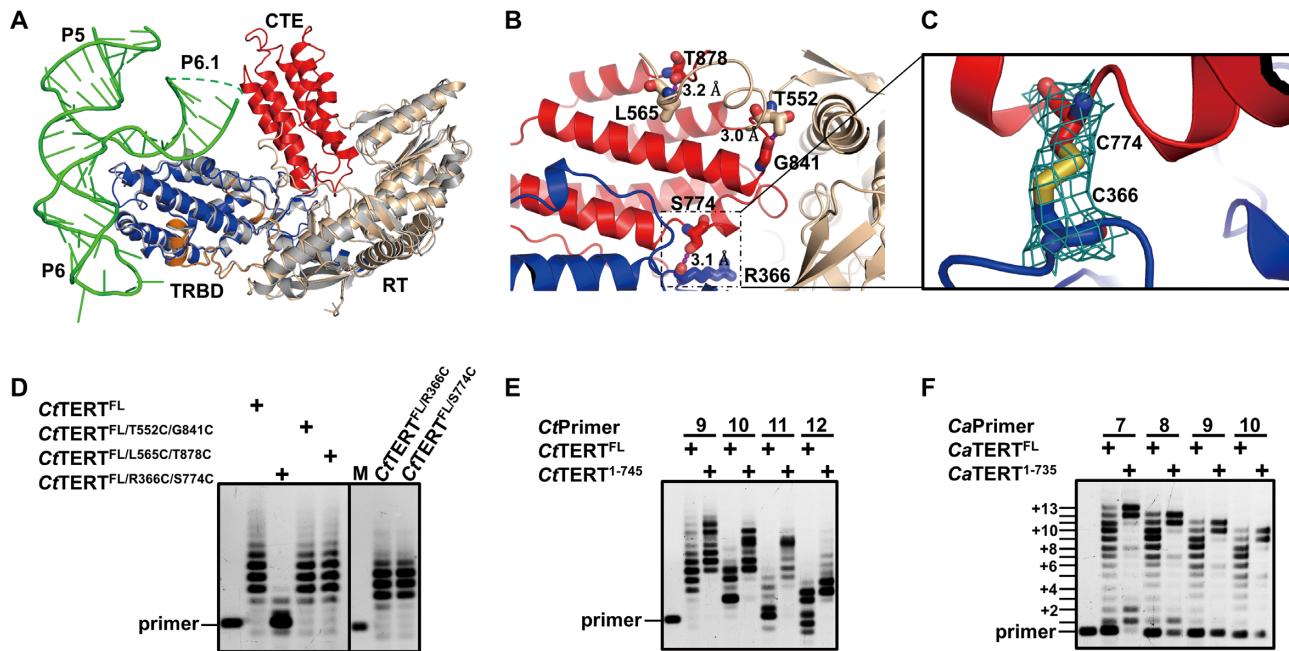 A
P5
CTE
P6.1
P6
TRBD
RT
B
T878
3.2 Å
L565
T552
3.0 Å
G841
S774
3.1 Å
R366
C
C774
C366
D
CtTERTFL +
CtTERTFL/T552C/G841C +
CtTERTFL/L565C/T878C +
CtTERTFL/R366C/S774C +
M
CtTERTFL/R366C
CtTERTFL/S774C
primer
E
CtPrimer 9 10 11 12
CtTERTFL + + + +
CtTERT1-745 + + + +
primer
F
CaPrimer 7 8 9 10
CaTERTFL + + + +
CaTERT1-735 + + + +
+13
+10
+8
+6
+4
+2
primer